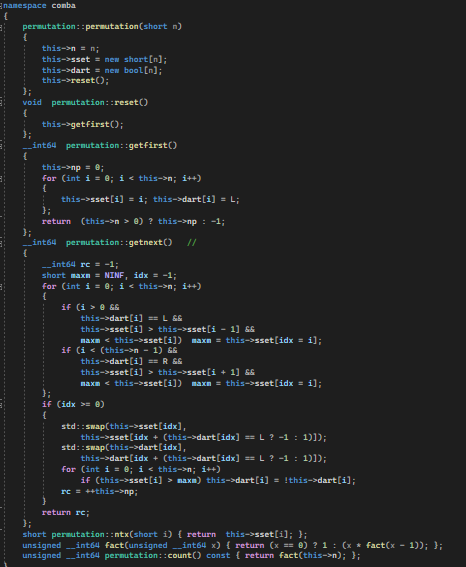 namespace comba
{
permutation::permutation(short n)
{
this->n = n;
this->sset = new short[n];
this->dart = new bool[n];
this->reset();
};
void  permutation::reset()
{
this->getfirst();
};
__int64  permutation::getfirst()
{
this->np = 0;
for (int i = 0; i < this->n; i++)
{
this->sset[i] = i; this->dart[i] = L;
};
return  (this->n > 0) ? this->np : -1;
};
__int64  permutation::getnext()   //
{
__int64 rc = -1;
short maxm = NINF, idx = -1;
for (int i = 0; i < this->n; i++)
{
if (i > 0 &&
this->dart[i] == L &&
this->sset[i] > this->sset[i - 1] &&
maxm < this->sset[i])  maxm = this->sset[idx = i];
if (i < (this->n - 1) &&
this->dart[i] == R &&
this->sset[i] > this->sset[i + 1] &&
maxm < this->sset[i])  maxm = this->sset[idx = i];
};
if (idx >= 0)
{
std::swap(this->sset[idx],
this->sset[idx + (this->dart[idx] == L ? -1 : 1)]);
std::swap(this->dart[idx],
this->dart[idx + (this->dart[idx] == L ? -1 : 1)]);
for (int i = 0; i < this->n; i++)
if (this->sset[i] > maxm) this->dart[i] = !this->dart[i];
rc = ++this->np;
}
return rc;
};
short permutation::ntx(short i) { return  this->sset[i]; };
unsigned __int64 fact(unsigned __int64 x) { return (x == 0) ? 1 : (x * fact(x - 1)); };
unsigned __int64 permutation::count() const { return fact(this->n); };
}